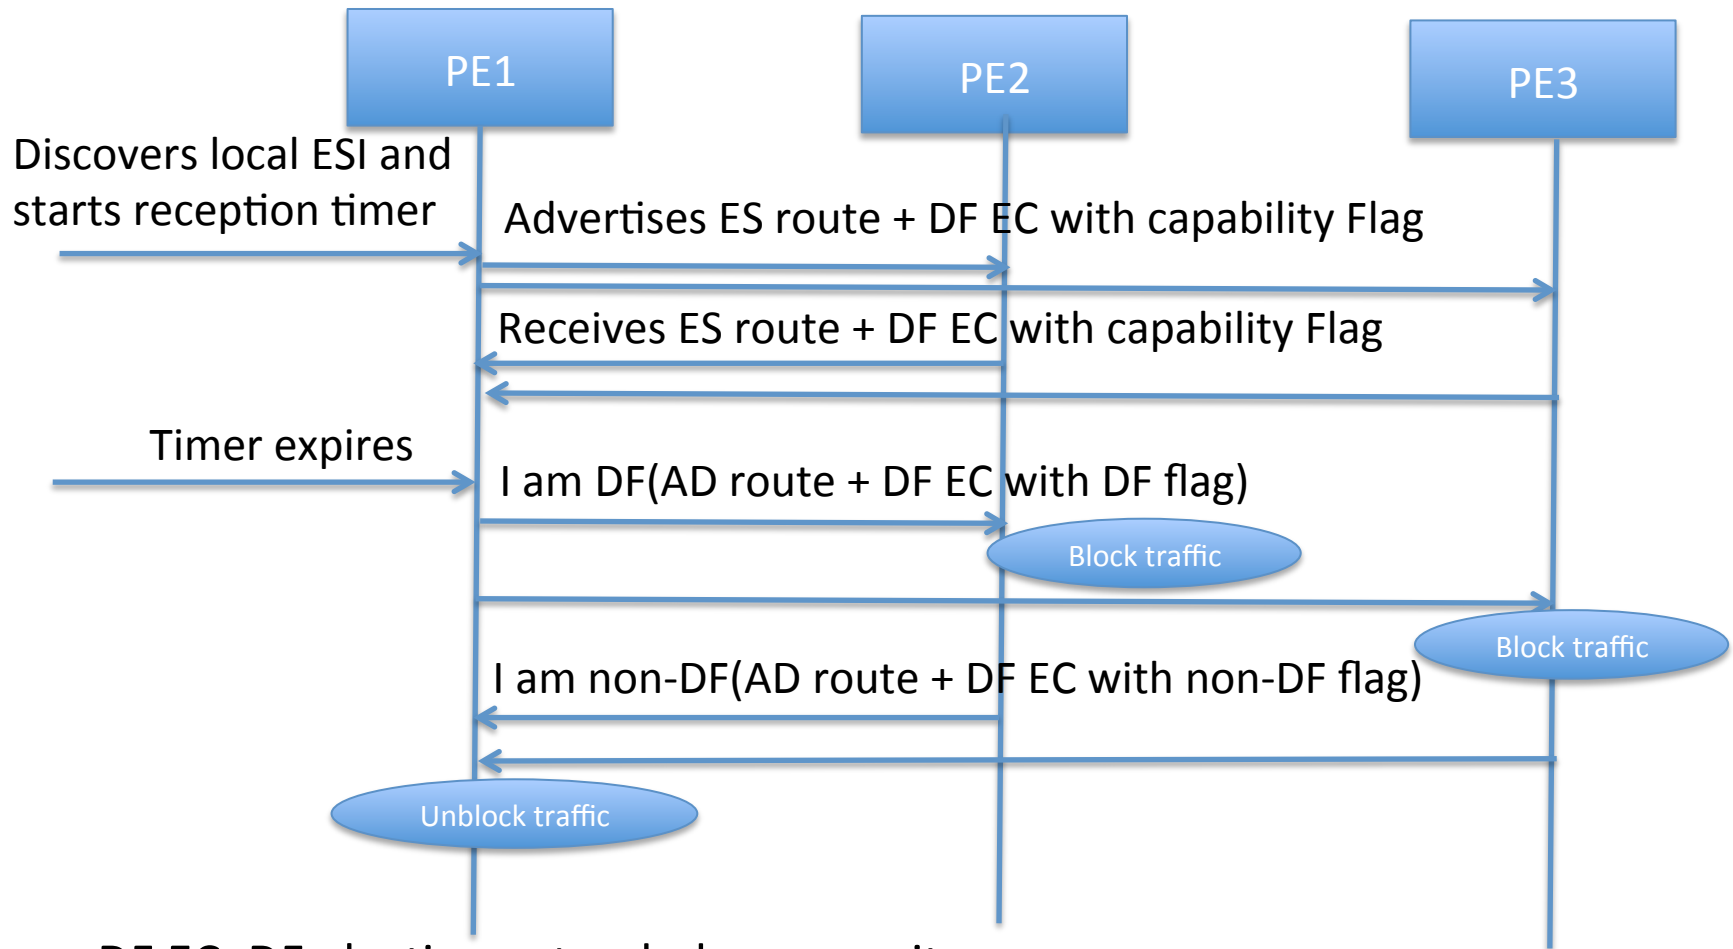 PE1
PE2
PE3
Discovers local ESI and
starts reception timer
Advertises ES route + DF EC with capability Flag
Receives ES route + DF EC with capability Flag
Timer expires
I am DF(AD route + DF EC with DF flag)
Block traffic
Block traffic
I am non-DF(AD route + DF EC with non-DF flag)
Unblock traffic